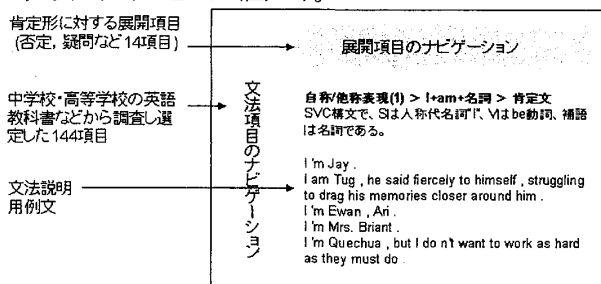 肯定形に対する展開項目
(否定, 疑問など14項目)
展開項目のナビゲーション
中学校・高等学校の英語
教科書などから調査し選
定した144項目
文法説明
用例文
文法項目のナビゲーション
自称/他称表現(1) > I+am+名詞 > 肯定文
SVC構文で、Sは人称代名詞"I"、Vはbe動詞、補語
は名詞である。
I 'm Jay .
I am Tug , he said fiercely to himself , struggling
to drag his memories closer around him .
I 'm Ewan , Ari .
I 'm Mrs. Briant .
I 'm Quechua , but I do n't want to work as hard
as they must do .